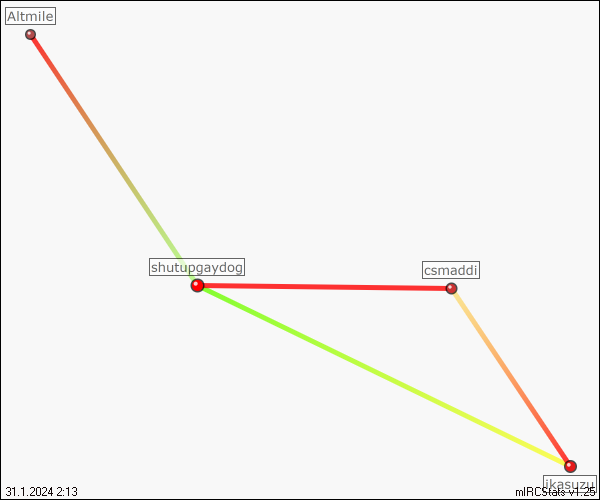 Altmile
shutupgaydog
csmaddi
ikasuzu
31.1.2024 2:13
mIRCStats v1.25